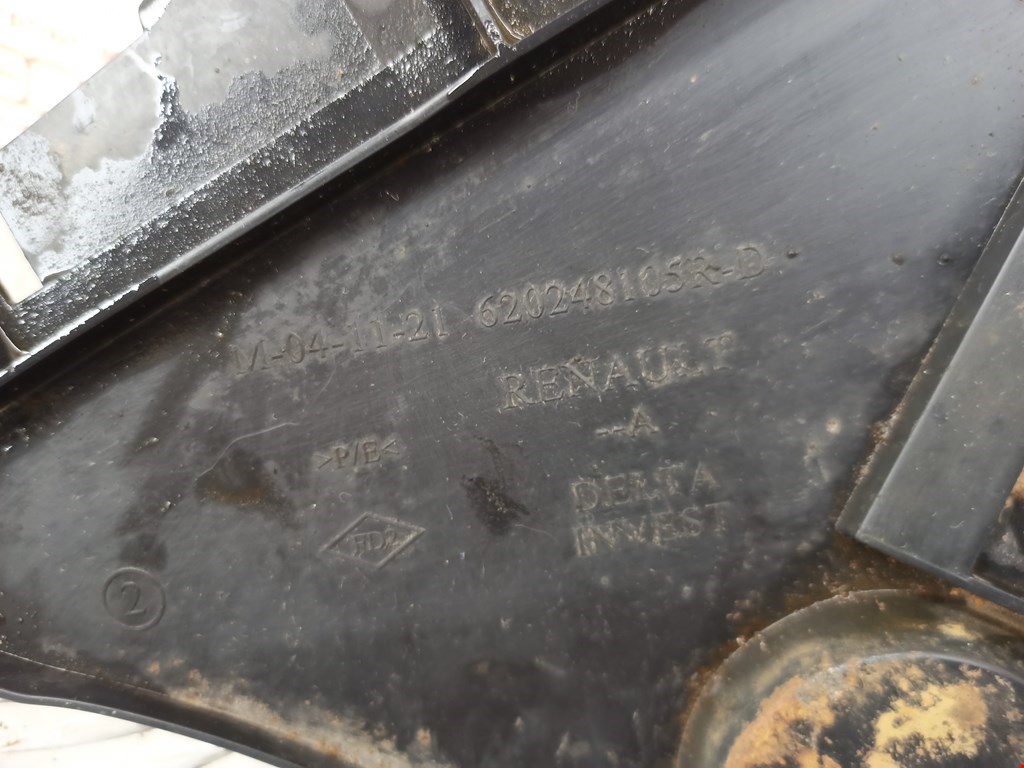 M-04-11-21 620248105R-D
RENAULT
--A
>P/E<
DELTA
INVEST
2